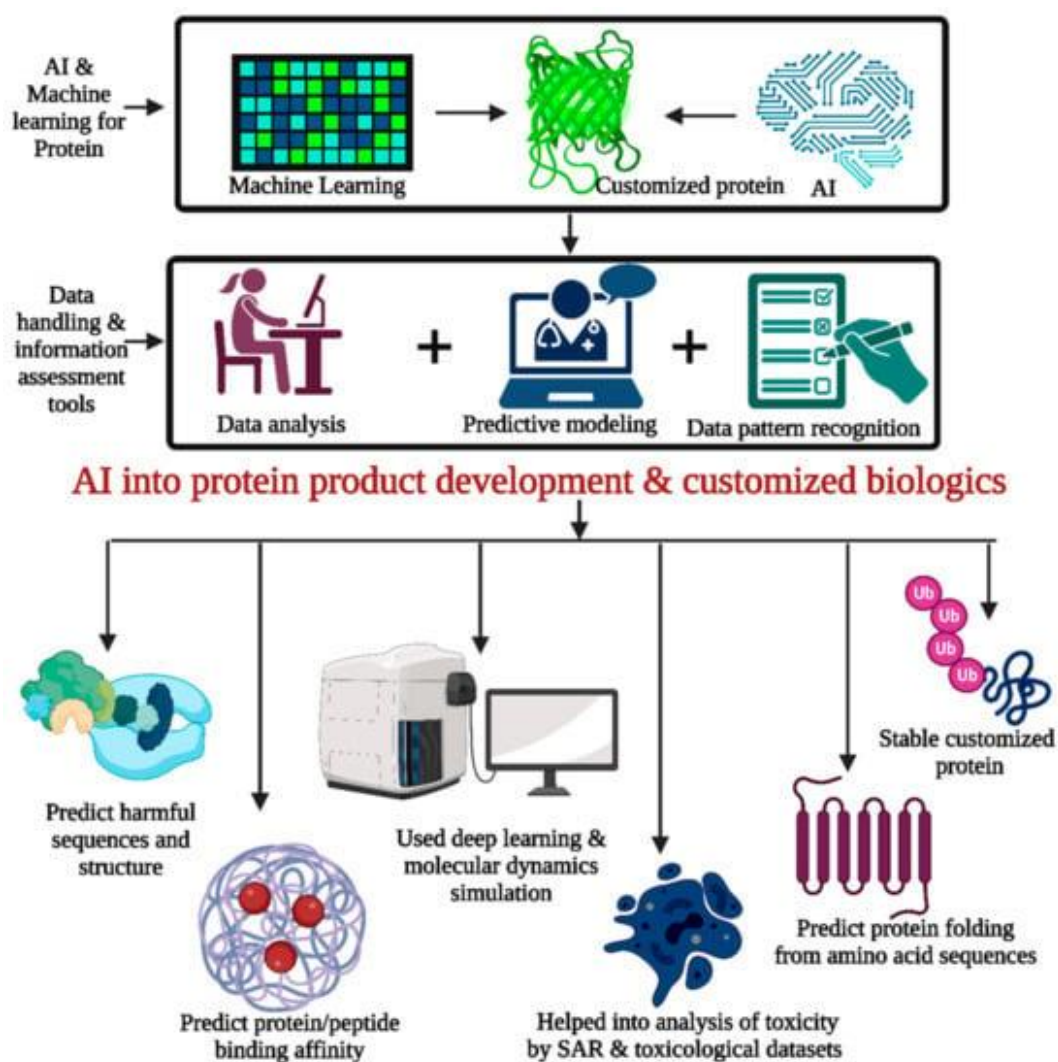 AI &
Machine
learning for
Protein
Machine Learning
Customized protein
AI
Data
handling &
information
assessment
tools
Data analysis
Predictive modeling
Data pattern recognition
AI into protein product development & customized biologics
Ub
Ub
Ub
Ub
Stable customized
protein
Predict harmful
sequences and
structure
Used deep learning &
molecular dynamics
simulation
Predict protein folding
from amino acid sequences
Predict protein/peptide
binding affinity
Helped into analysis of toxicity
by SAR & toxicological datasets